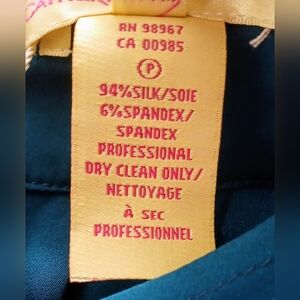 RN 98967
CA 00985
P
94%SILK/SOIE
6%SPANDEX/
SPANDEX
PROFESSIONAL
DRY CLEAN ONLY/
NETTOYAGE
À SEC
PROFESSIONNEL